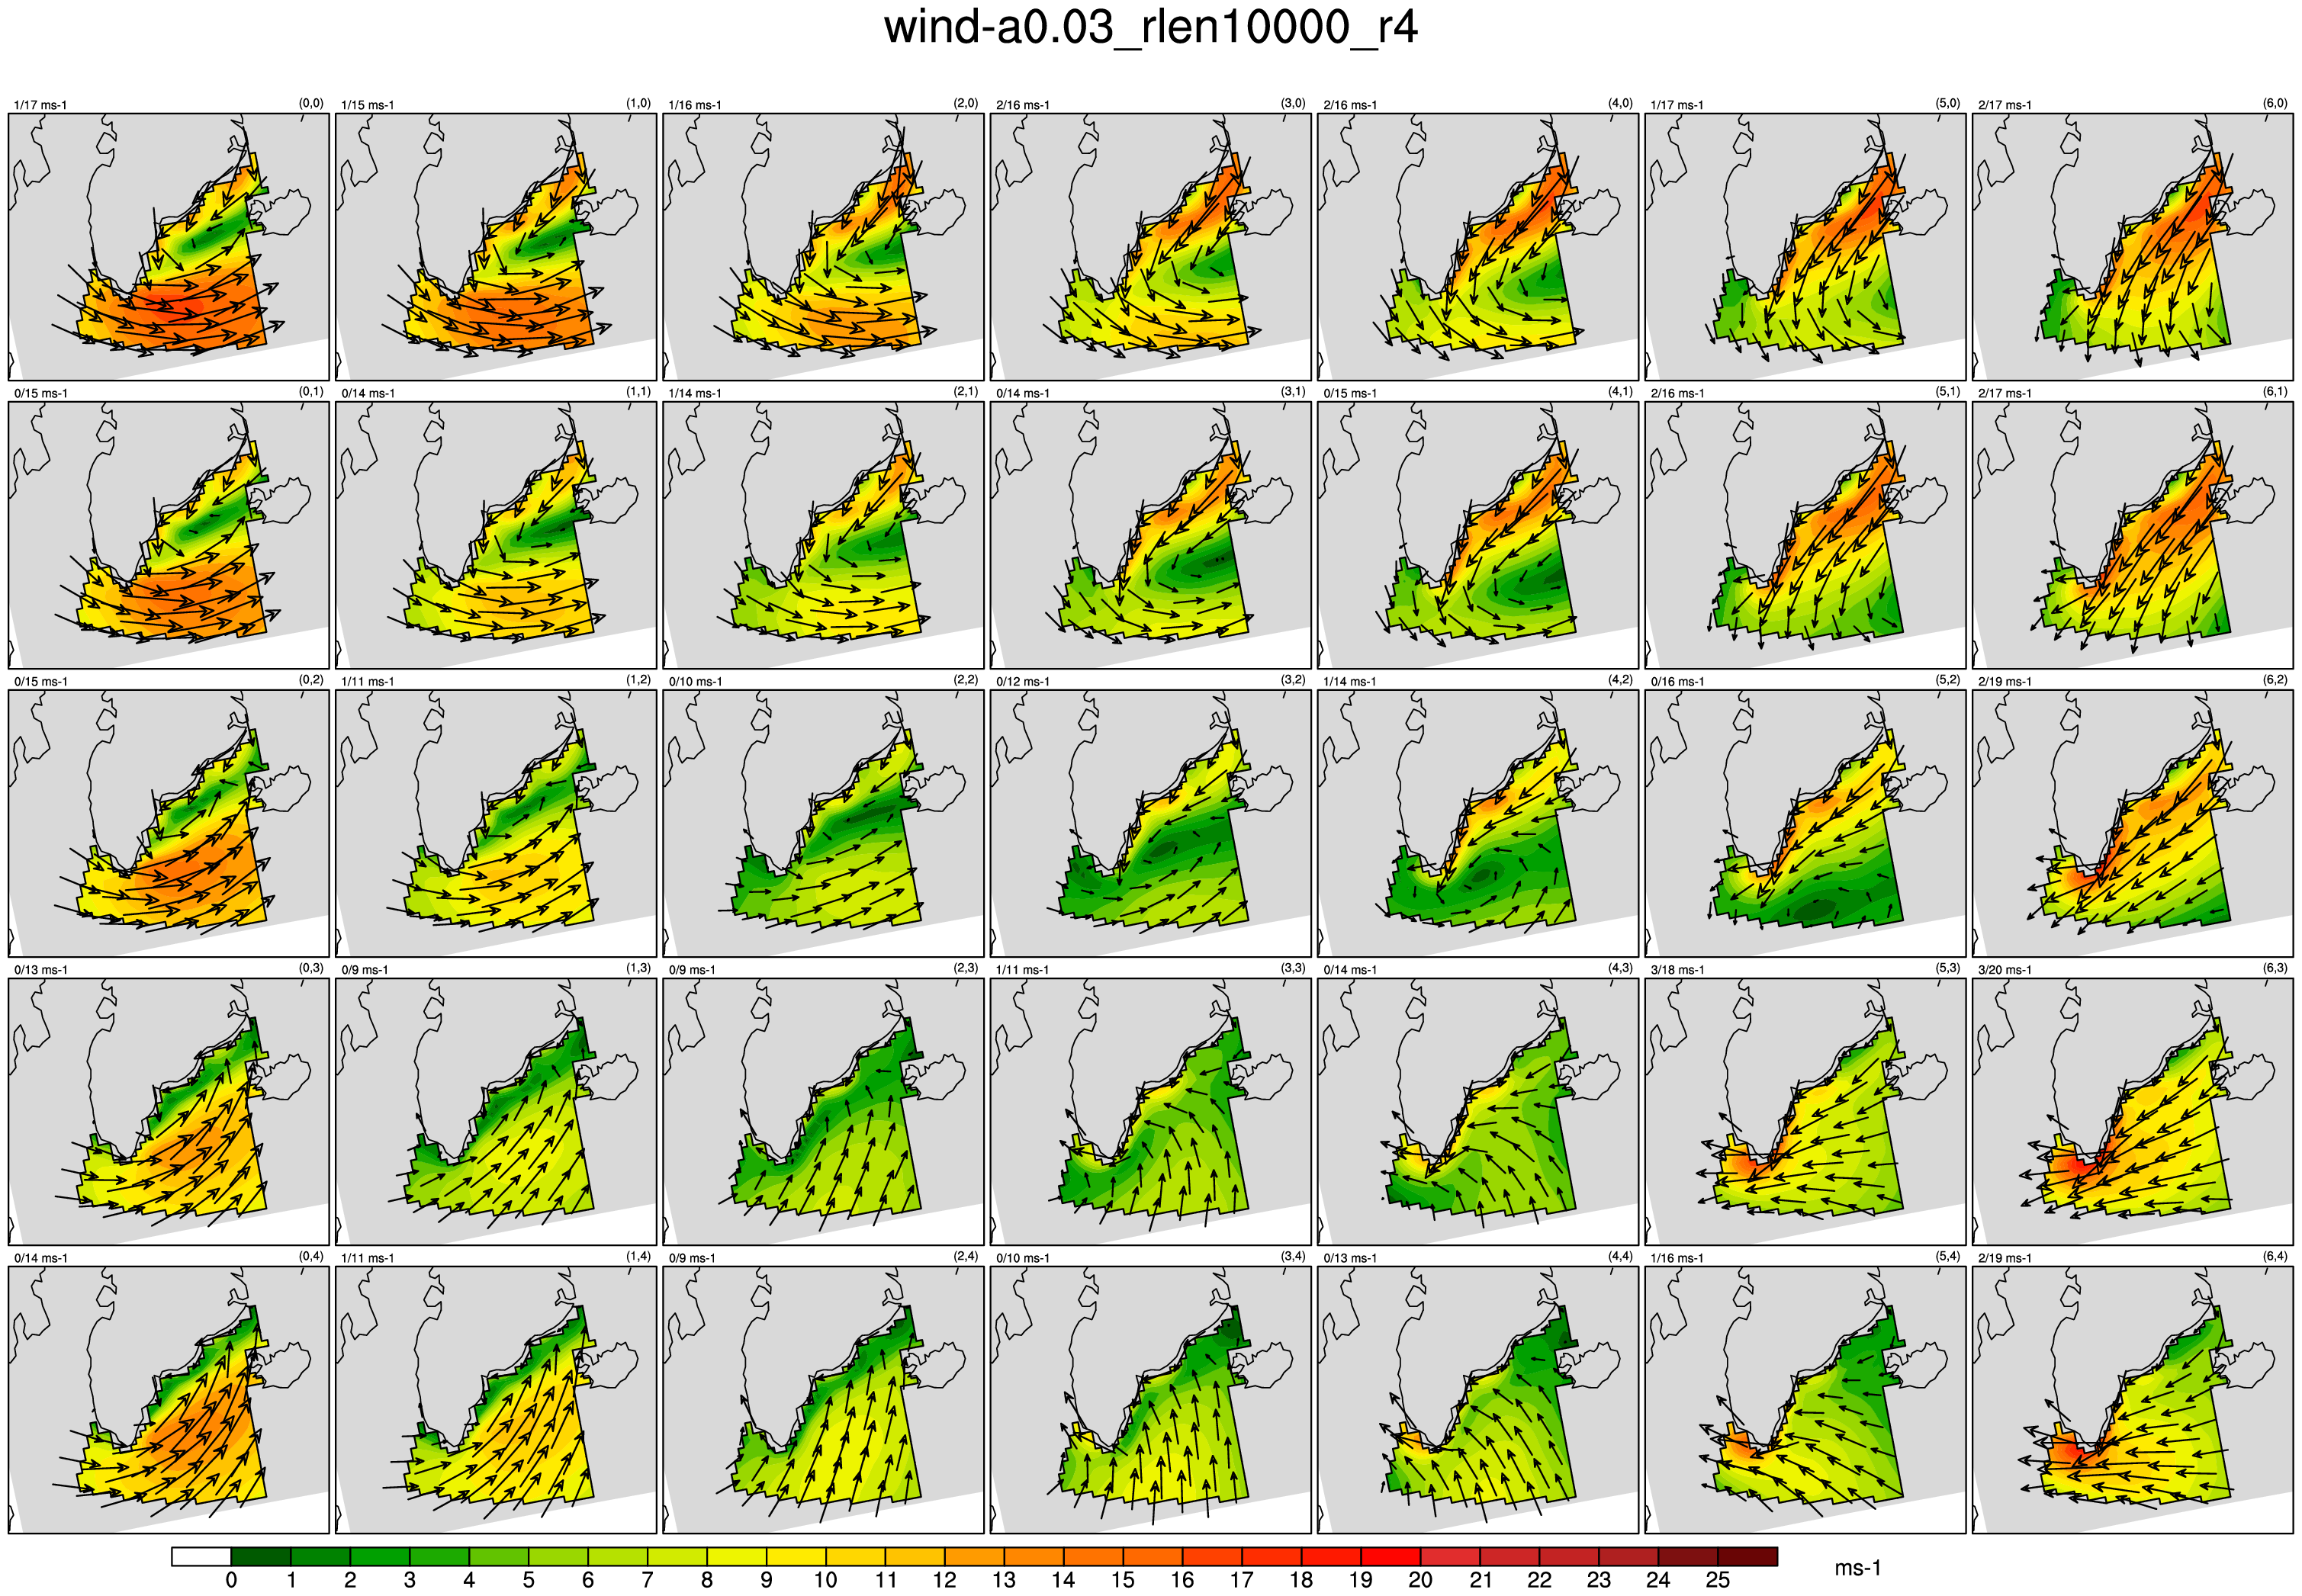 wind-a0.03_rlen10000_r4
1/17 ms-1 (0,0) 1/15 ms-1 (1,0) 1/16 ms-1 (2,0) 2/16 ms-1 (3,0) 2/16 ms-1 (4,0) 1/17 ms-1 (5,0) 2/17 ms-1 (6,0)
0/15 ms-1 (0,1) 0/14 ms-1 (1,1) 1/14 ms-1 (2,1) 0/14 ms-1 (3,1) 0/15 ms-1 (4,1) 2/16 ms-1 (5,1) 2/17 ms-1 (6,1)
0/15 ms-1 (0,2) 1/11 ms-1 (1,2) 0/10 ms-1 (2,2) 0/12 ms-1 (3,2) 1/14 ms-1 (4,2) 0/16 ms-1 (5,2) 2/19 ms-1 (6,2)
0/13 ms-1 (0,3) 0/9 ms-1 (1,3) 0/9 ms-1 (2,3) 1/11 ms-1 (3,3) 0/14 ms-1 (4,3) 3/18 ms-1 (5,3) 3/20 ms-1 (6,3)
0/14 ms-1 (0,4) 1/11 ms-1 (1,4) 0/9 ms-1 (2,4) 0/10 ms-1 (3,4) 0/13 ms-1 (4,4) 1/16 ms-1 (5,4) 2/19 ms-1 (6,4)
0 1 2 3 4 5 6 7 8 9 10 11 12 13 14 15 16 17 18 19 20 21 22 23 24 25 ms-1